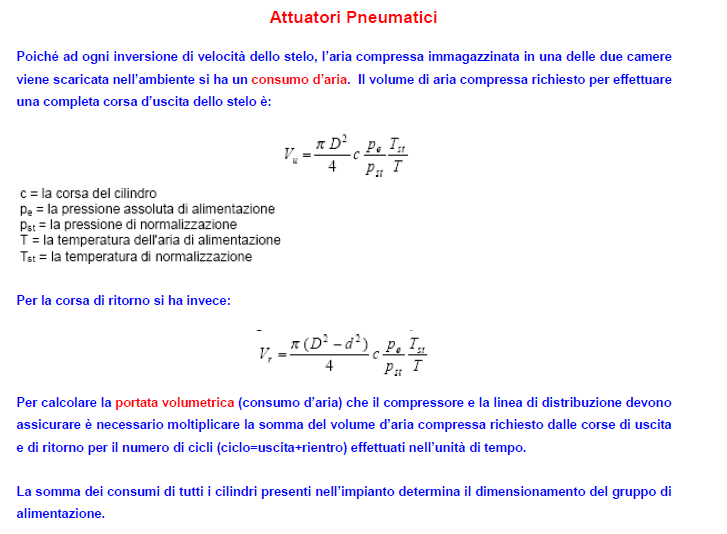 Attuatori Pneumatici
Poiché ad ogni inversione di velocità dello stelo, l'aria compressa immagazzinata in una delle due camere
viene scaricata nell'ambiente si ha un consumo d'aria. Il volume di aria compressa richiesto per effettuare
una completa corsa d'uscita dello stelo è:
V_u = \frac{π D^2}{4} c \frac{p_e}{p_{st}} \frac{T_{st}}{T}
c = la corsa del cilindro
p_e = la pressione assoluta di alimentazione
p_st = la pressione di normalizzazione
T = la temperatura dell'aria di alimentazione
T_st = la temperatura di normalizzazione
Per la corsa di ritorno si ha invece:
V_r = \frac{π (D^2 – d^2)}{4} c \frac{p_e}{p_{st}} \frac{T_{st}}{T}
Per calcolare la portata volumetrica (consumo d'aria) che il compressore e la linea di distribuzione devono
assicurare è necessario moltiplicare la somma del volume d'aria compressa richiesto dalle corse di uscita
e di ritorno per il numero di cicli (ciclo=uscita+rientro) effettuati nell'unità di tempo.
La somma dei consumi di tutti i cilindri presenti nell'impianto determina il dimensionamento del gruppo di
alimentazione.